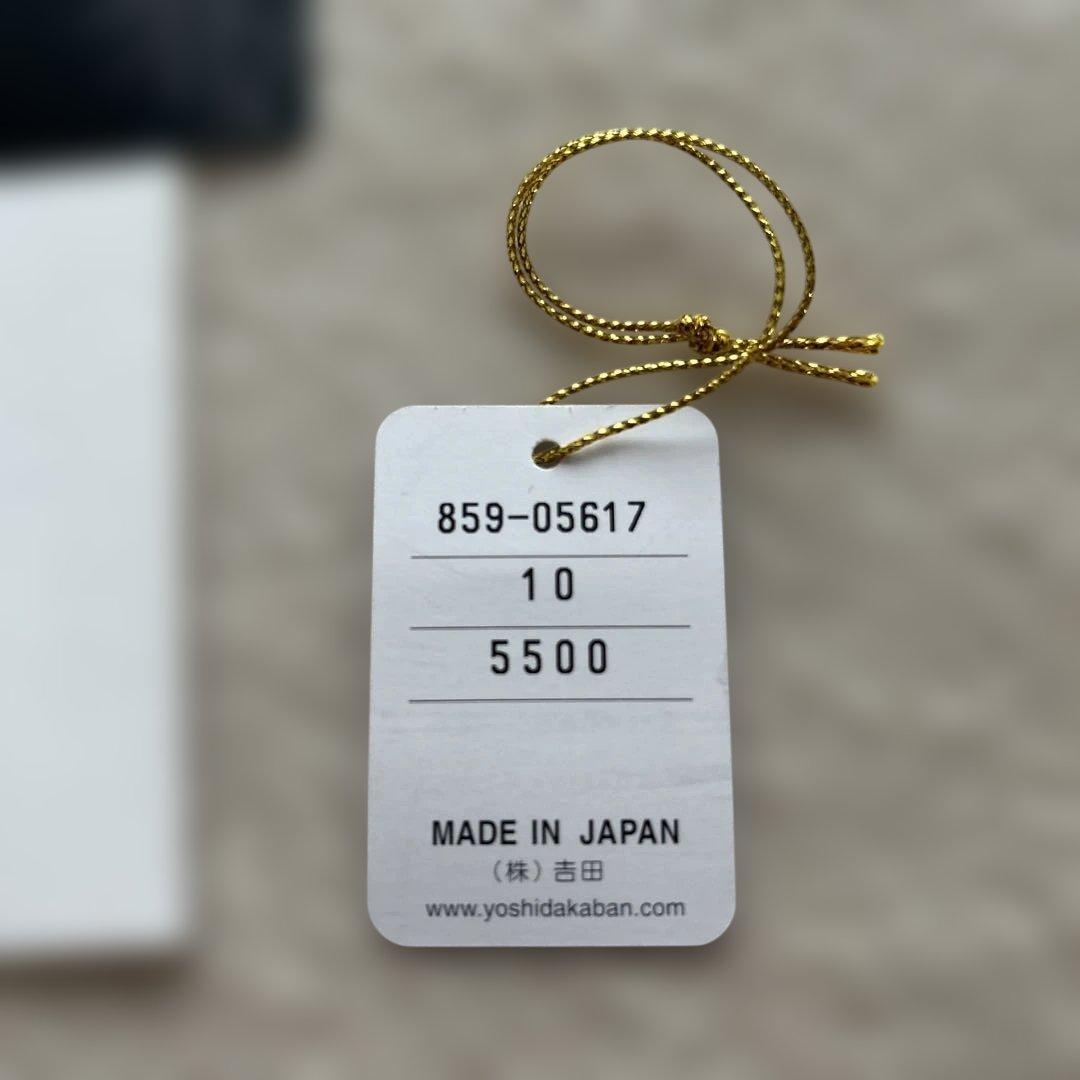 859-05617
10
5500
MADE IN JAPAN
（株）吉田
www.yoshidakaban.com